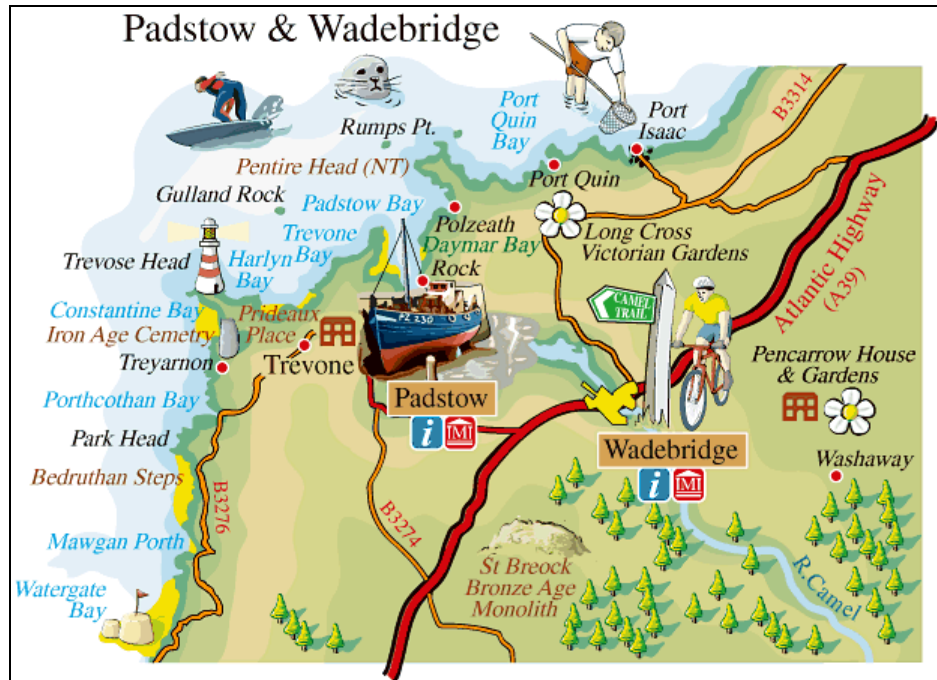 Padstow & Wadebridge
Rumps Pt.
Port
Quin
Bay
Port
Isaac
B3314
Pentire Head (NT)
Gulland Rock
Port Quin
Padstow Bay
Polzeath
Daymar Bay
Rock
Long Cross
Victorian Gardens
Trevone
Bay
Harlyn
Bay
Trevose Head
Atlantic Highway
(A39)
CAMEL
TRAIL
Constantine Bay
Iron Age Cemetry
Treyarnon
Prideaux
Place
Trevone
PZ 230
Padstow
i
Pencarrow House
& Gardens
Porthcothan Bay
Park Head
Wadebridge
i
Washaway
Bedruthan Steps
B3276
B3274
Mawgan Porth
St Breock
Bronze Age
Monolith
R. Camel
Watergate
Bay